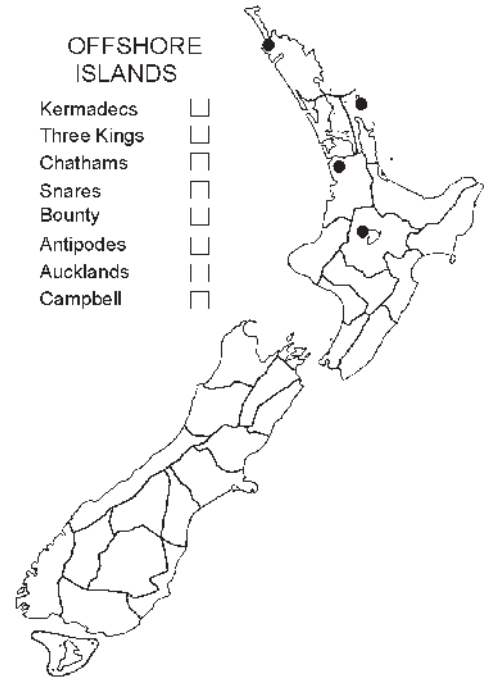 OFFSHORE
ISLANDS
Kermadecs
Three Kings
Chathams
Snares
Bounty
Antipodes
Aucklands
Campbell